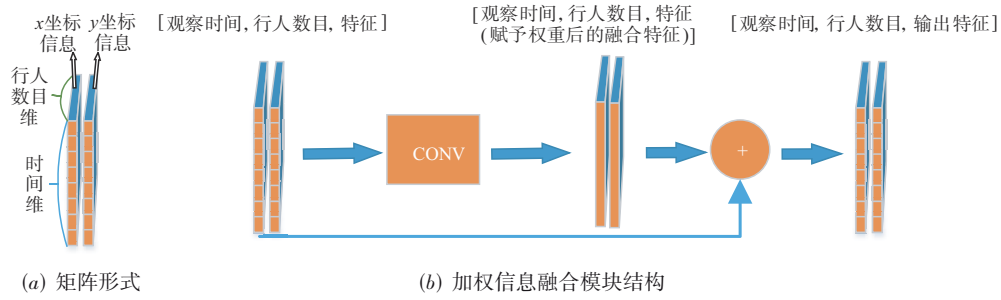 x坐标 y坐标
信息 信息
行人
数目
维
时
间
维
(a) 矩阵形式
[观察时间, 行人数目, 特征]
[观察时间, 行人数目, 特征
(赋予权重后的融合特征)]
[观察时间, 行人数目, 输出特征]
CONV
+
(b) 加权信息融合模块结构